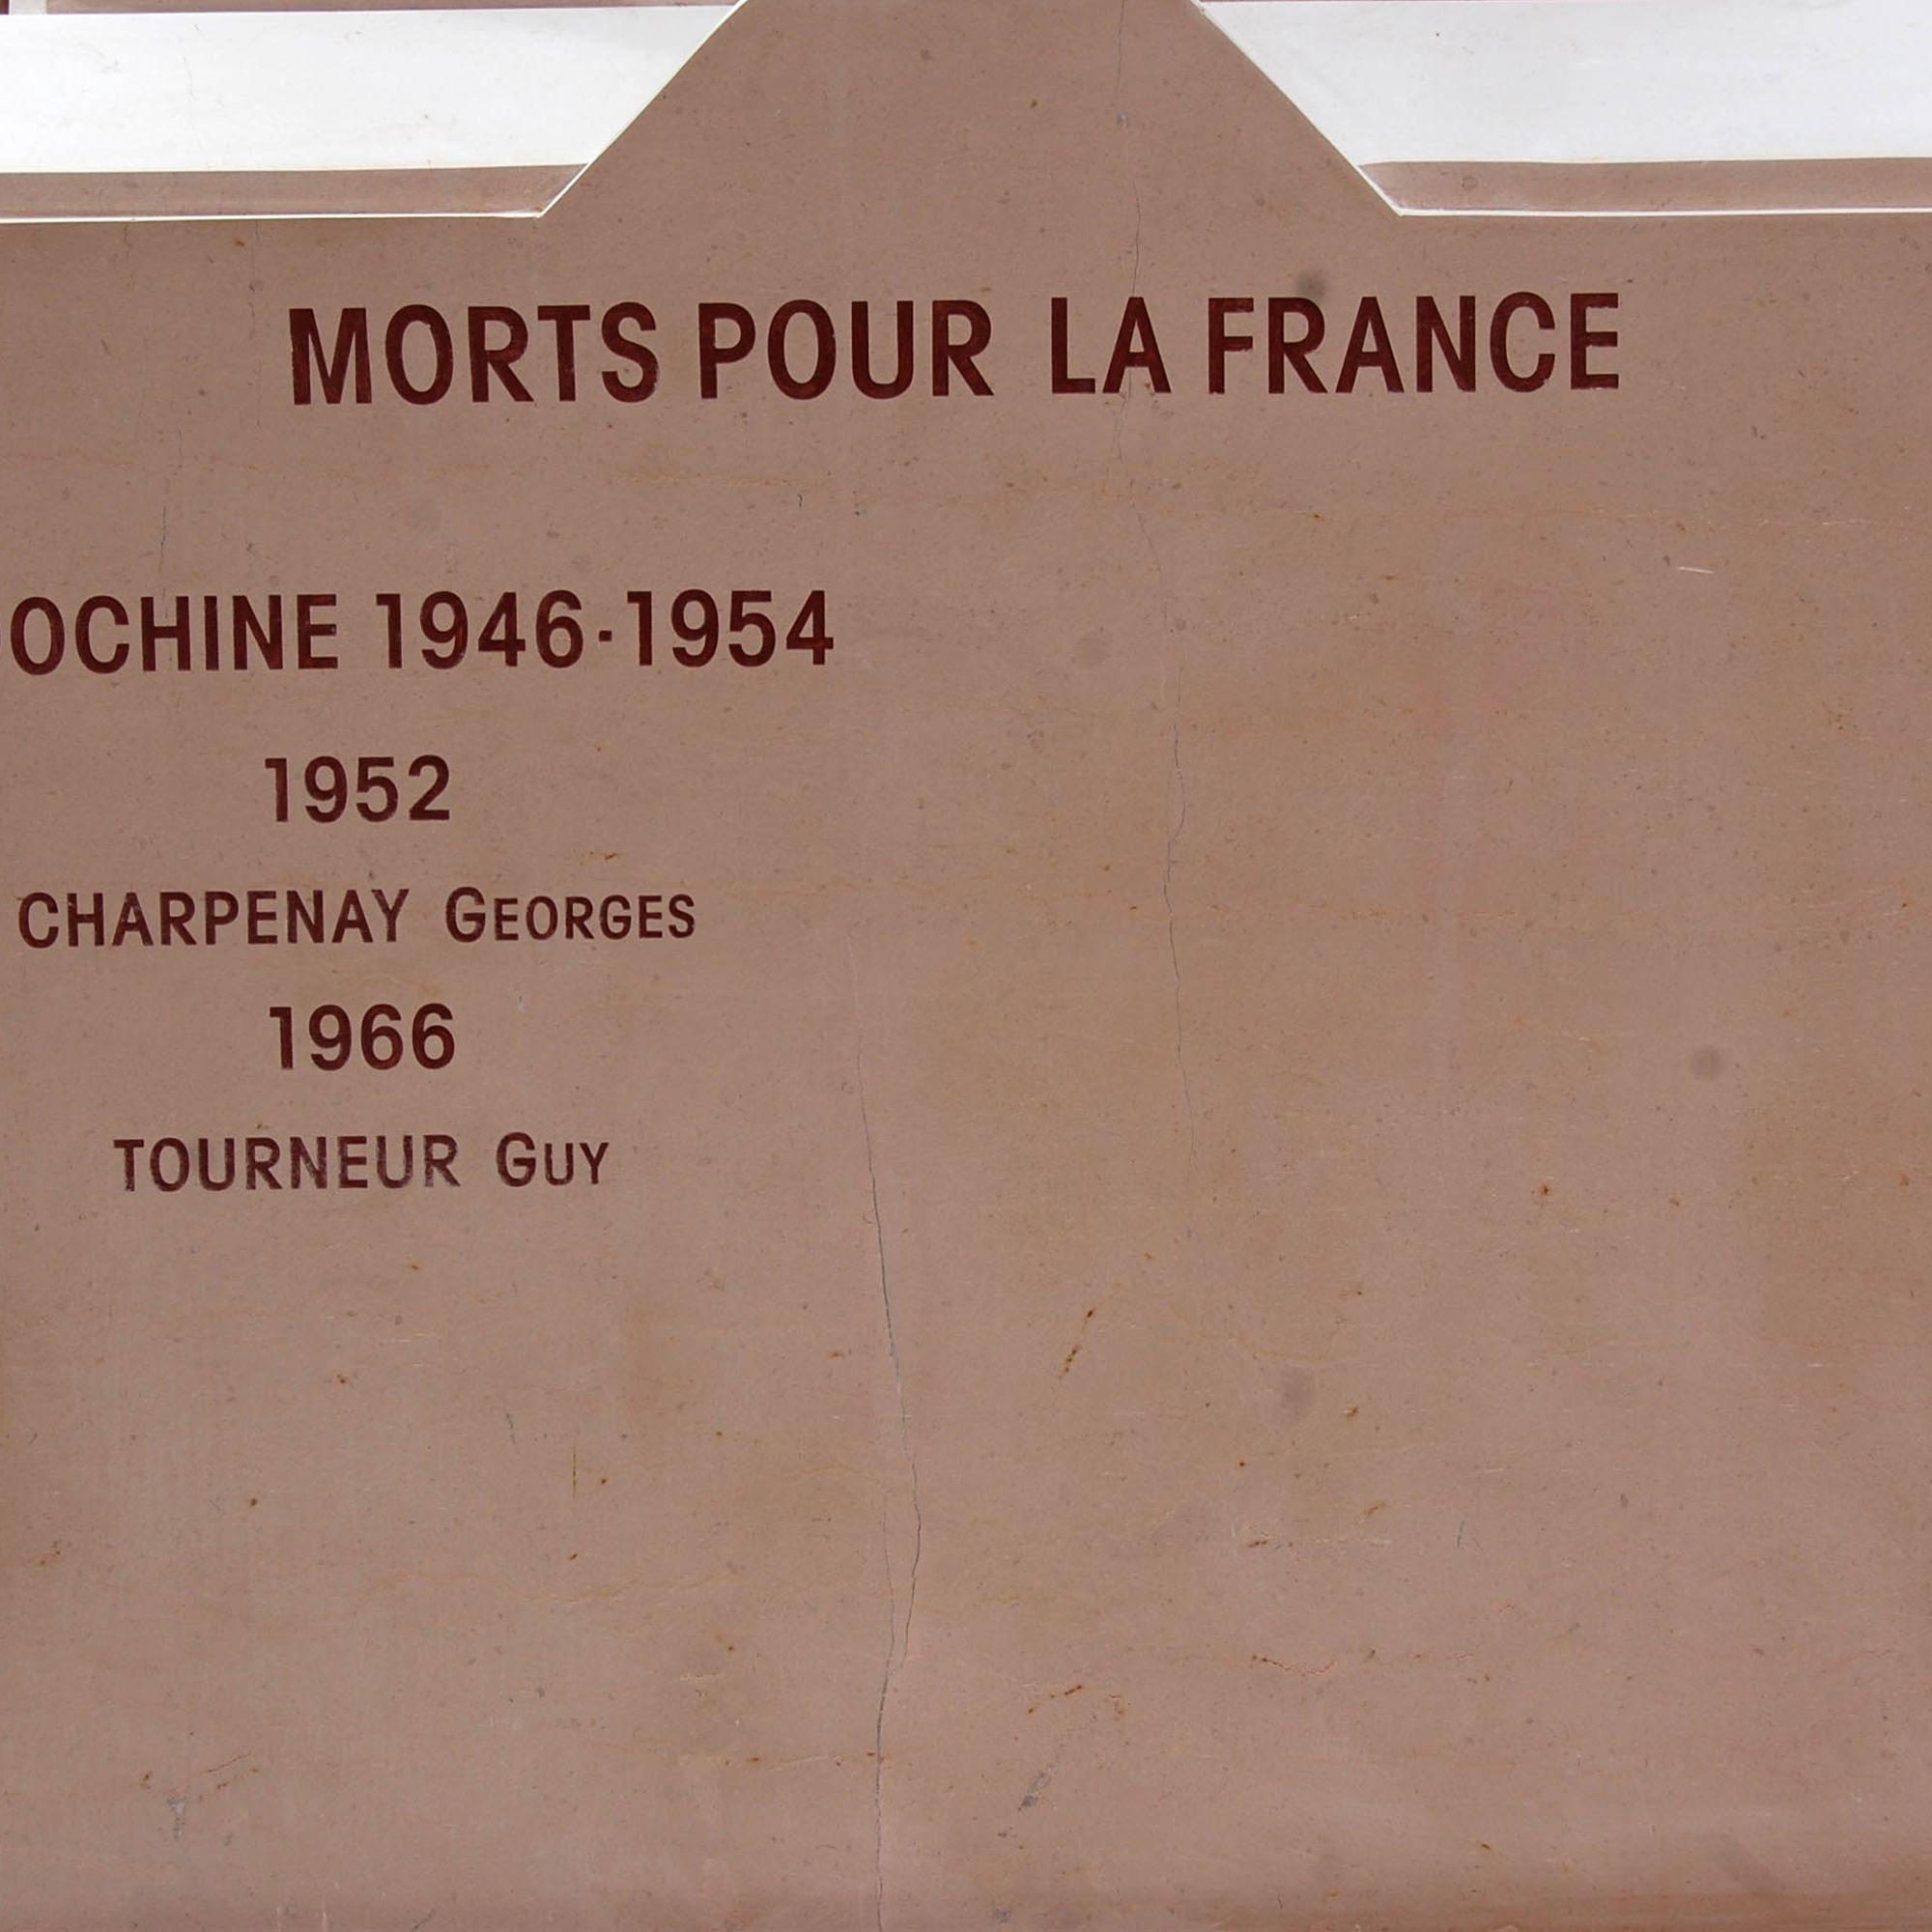 MORTS POUR LA FRANCE
OCHINE 1946-1954
1952
CHARPENAY GEORGES
1966
TOURNEUR GUY